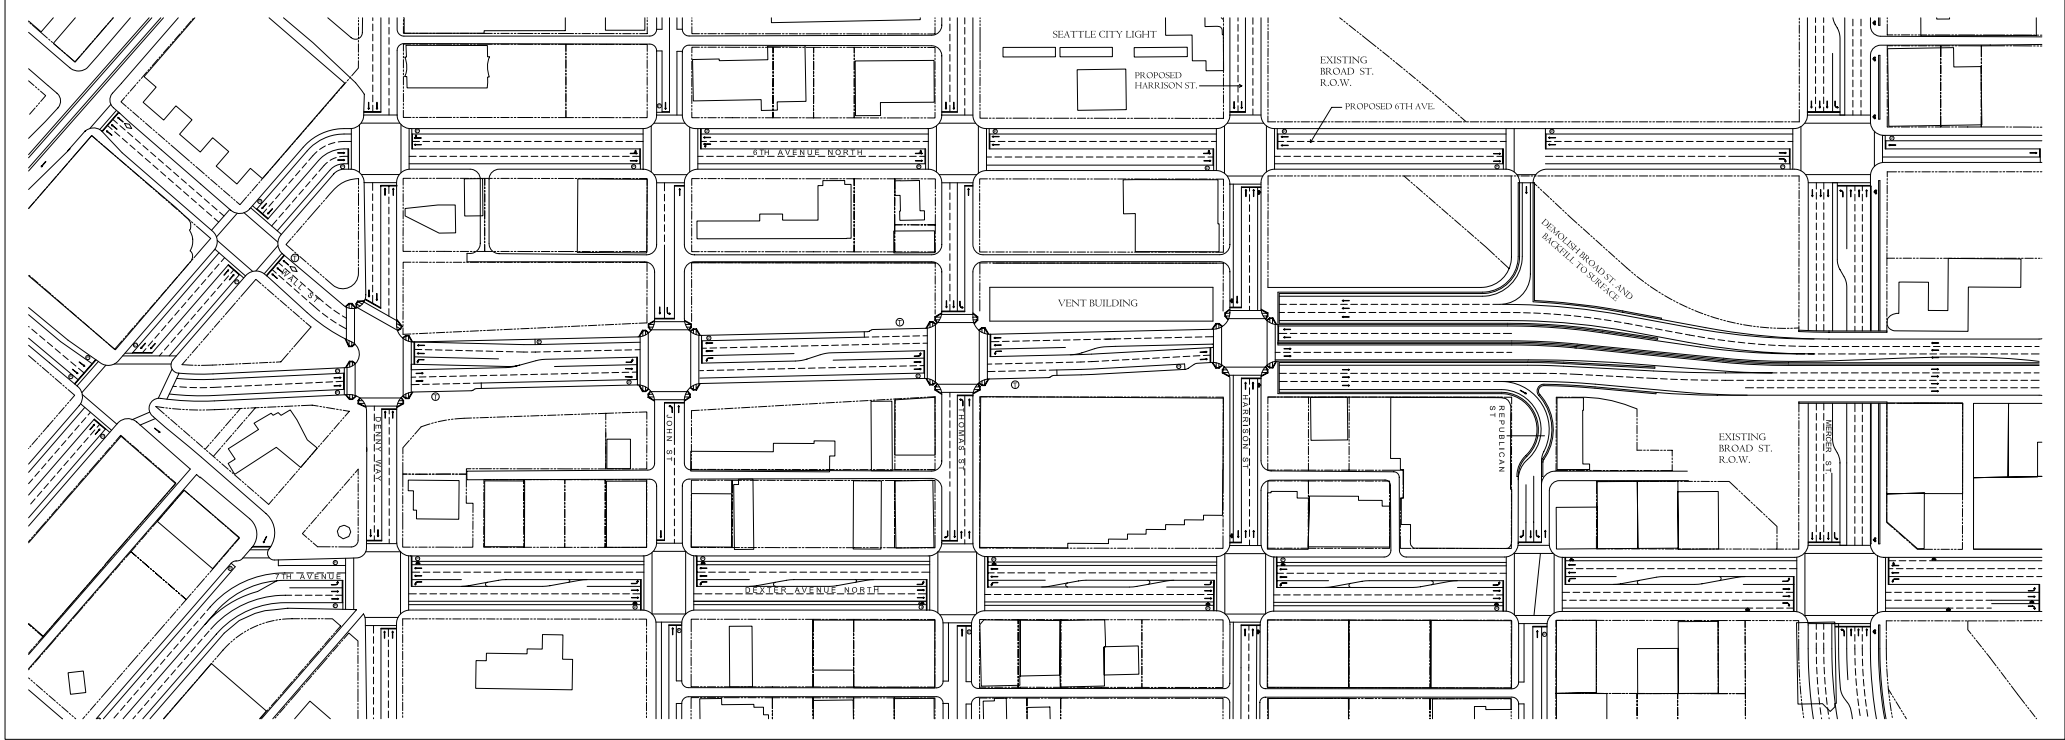 SEATTLE CITY LIGHT
PROPOSED
HARRISON ST.
EXISTING
BROAD ST.
R.O.W.
PROPOSED 6TH AVE.
6TH AVENUE NORTH
DEMOLISH BROAD ST. AND
BACKFILL TO SURFACE
WALL ST
VENT BUILDING
T
T
T
T
DENNY WAY
JOHN ST
THOMAS ST
HARRISON ST
REPUBLICAN
ST
EXISTING
BROAD ST.
R.O.W.
MERCER ST
7TH AVENUE
DEXTER AVENUE NORTH